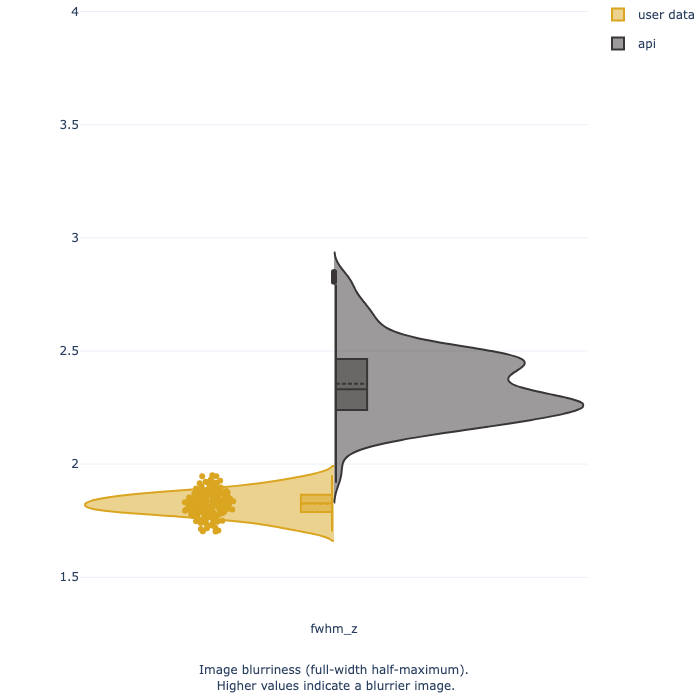 4
user data
api
3.5
3
2.5
2
1.5
fwhm_z
Image blurriness (full-width half-maximum).
Higher values indicate a blurrier image.